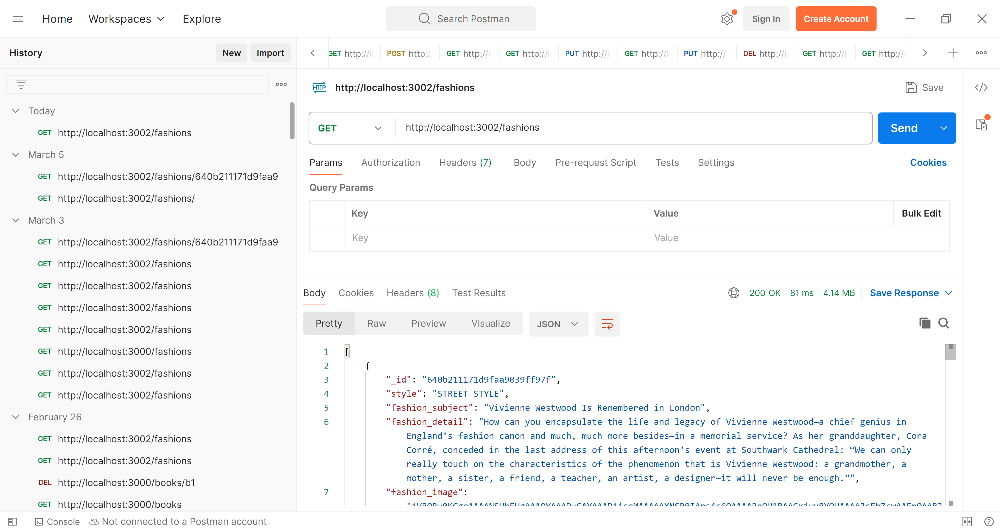 Home Workspaces Explore Search Postman Sign In Create Account
History New Import
GET http:// POST http:/ GET http:// GET http:// PUT http:// GET http:// PUT http:// DEL http:// GET http:// GET http://
http://localhost:3002/fashions Save
GET http://localhost:3002/fashions Send
Params Authorization Headers (7) Body Pre-request Script Tests Settings Cookies
Query Params
Key Value Bulk Edit
Key Value
Today
GET http://localhost:3002/fashions
March 5
GET http://localhost:3002/fashions/640b211171d9faa9
GET http://localhost:3002/fashions/
March 3
GET http://localhost:3002/fashions/640b211171d9faa9
GET http://localhost:3002/fashions
GET http://localhost:3002/fashions
GET http://localhost:3002/fashions
GET http://localhost:3002/fashions
GET http://localhost:3000/fashions
GET http://localhost:3002/fashions
GET http://localhost:3002/fashions
February 26
GET http://localhost:3002/fashions
GET http://localhost:3002/fashions
DEL http://localhost:3000/books/b1
GET http://localhost:3000/books
Body Cookies Headers (8) Test Results 200 OK 81 ms 4.14 MB Save Response
Pretty Raw Preview Visualize JSON
1 [
2 {
3 "_id": "640b211171d9faa9039ff97f",
4 "style": "STREET STYLE",
5 "fashion_subject": "Vivienne Westwood Is Remembered in London",
6 "fashion_detail": "How can you encapsulate the life and legacy of Vivienne Westwood—a chief genius in
England’s fashion canon and much, much more besides—in a memorial service? As her granddaughter, Cora
Corré, conceded in the last address of this afternoon’s event at Southwark Cathedral: “We can only
really touch on the characteristics of the phenomenon that is Vivienne Westwood: a grandmother, a
mother, a sister, a friend, a teacher, an artist, a designer—it will never be enough.”",
7 "fashion_image":
Console Not connected to a Postman account